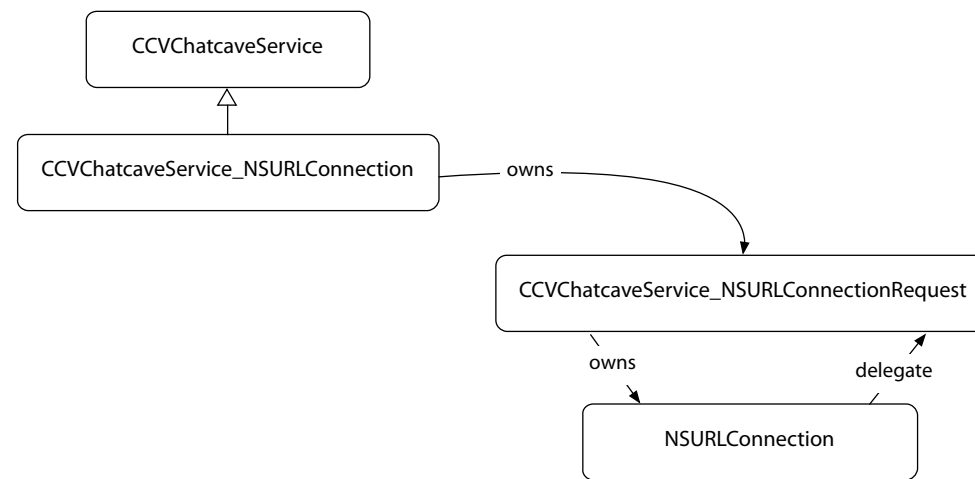 CCVChatcaveService
CCVChatcaveService_NSURLConnection
owns
CCVChatcaveService_NSURLConnectionRequest
owns
delegate
NSURLConnection